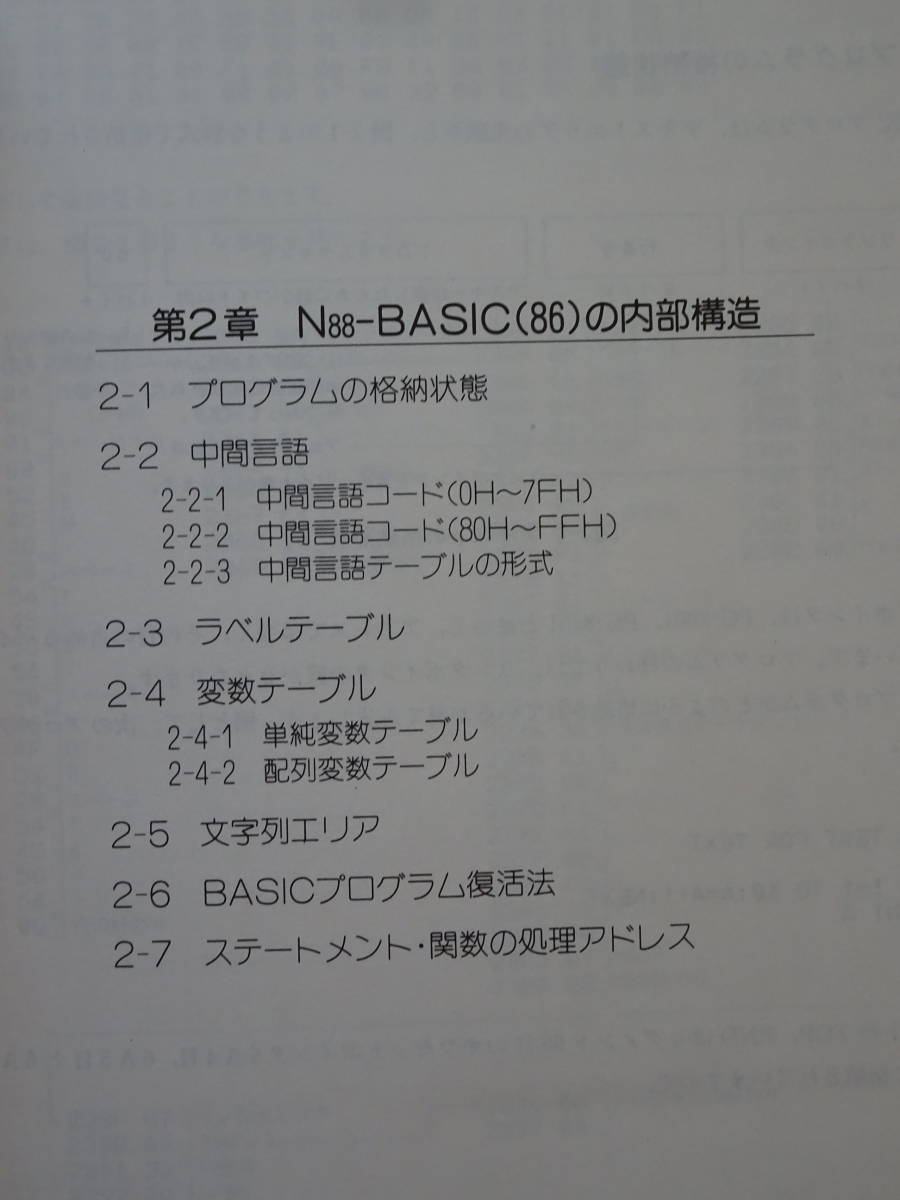 第2章 N88-BASIC(86)の内部構造
2-1 プログラムの格納状態
2-2 中間言語
2-2-1 中間言語コード(0H〜7FH)
2-2-2 中間言語コード(80H〜FFH)
2-2-3 中間言語テーブルの形式
2-3 ラベルテーブル
2-4 変数テーブル
2-4-1 単純変数テーブル
2-4-2 配列変数テーブル
2-5 文字列エリア
2-6 BASICプログラム復活法
2-7 ステートメント・関数の処理アドレス